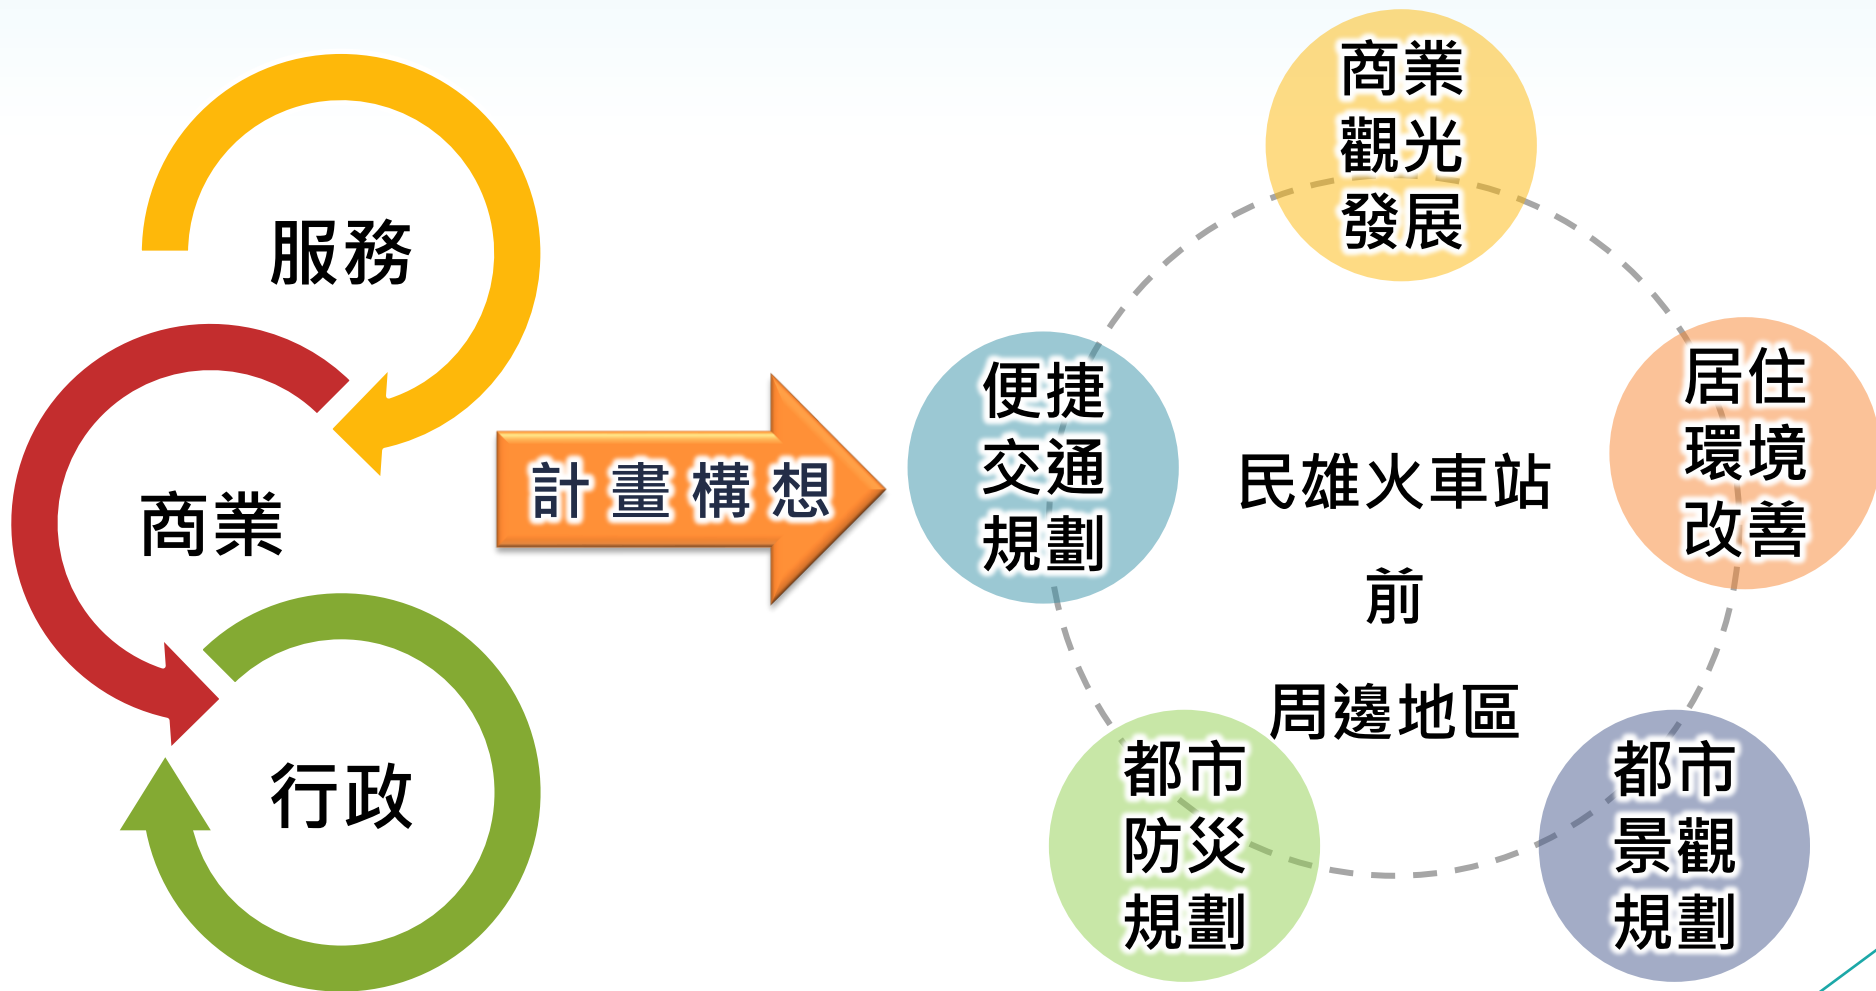 服務
商業
行政
計畫構想
商業
觀光
發展
便捷
交通
規劃
居住
環境
改善
民雄火車站
前
周邊地區
都市
防災
規劃
都市
景觀
規劃